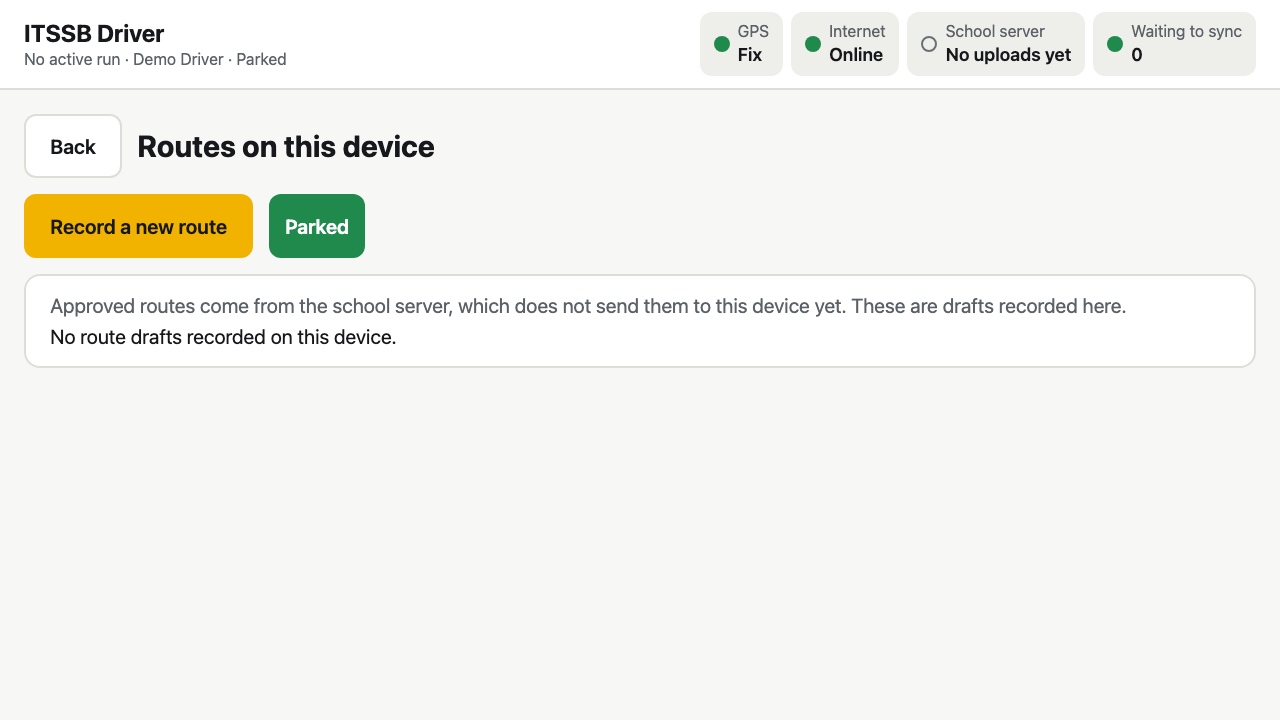 ITSSB Driver
No active run · Demo Driver · Parked
GPS
Fix
Internet
Online
School server
No uploads yet
Waiting to sync
0
Back
Routes on this device
Record a new route
Parked
Approved routes come from the school server, which does not send them to this device yet. These are drafts recorded here.
No route drafts recorded on this device.